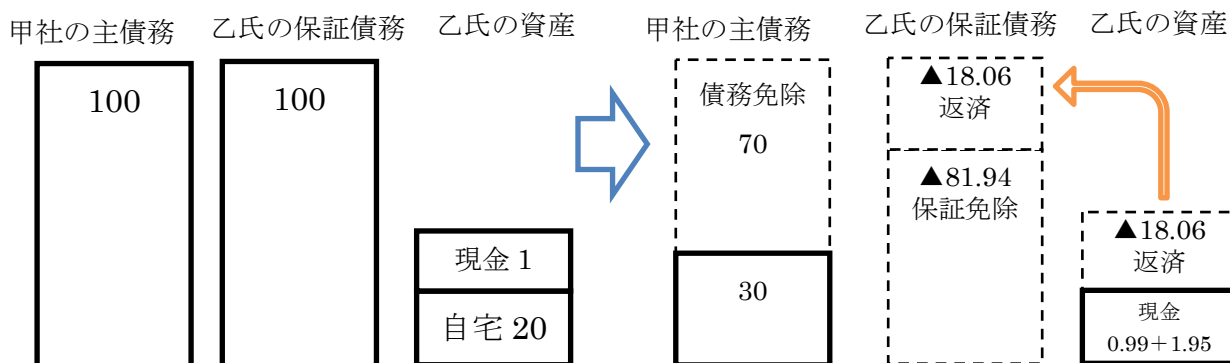 甲社の主債務
乙氏の保証債務
乙氏の資産
100
100
現金 1
自宅 20
甲社の主債務
乙氏の保証債務
乙氏の資産
債務免除
70
30
▲18.06
返済
▲81.94
保証免除
▲18.06
返済
現金
0.99+1.95